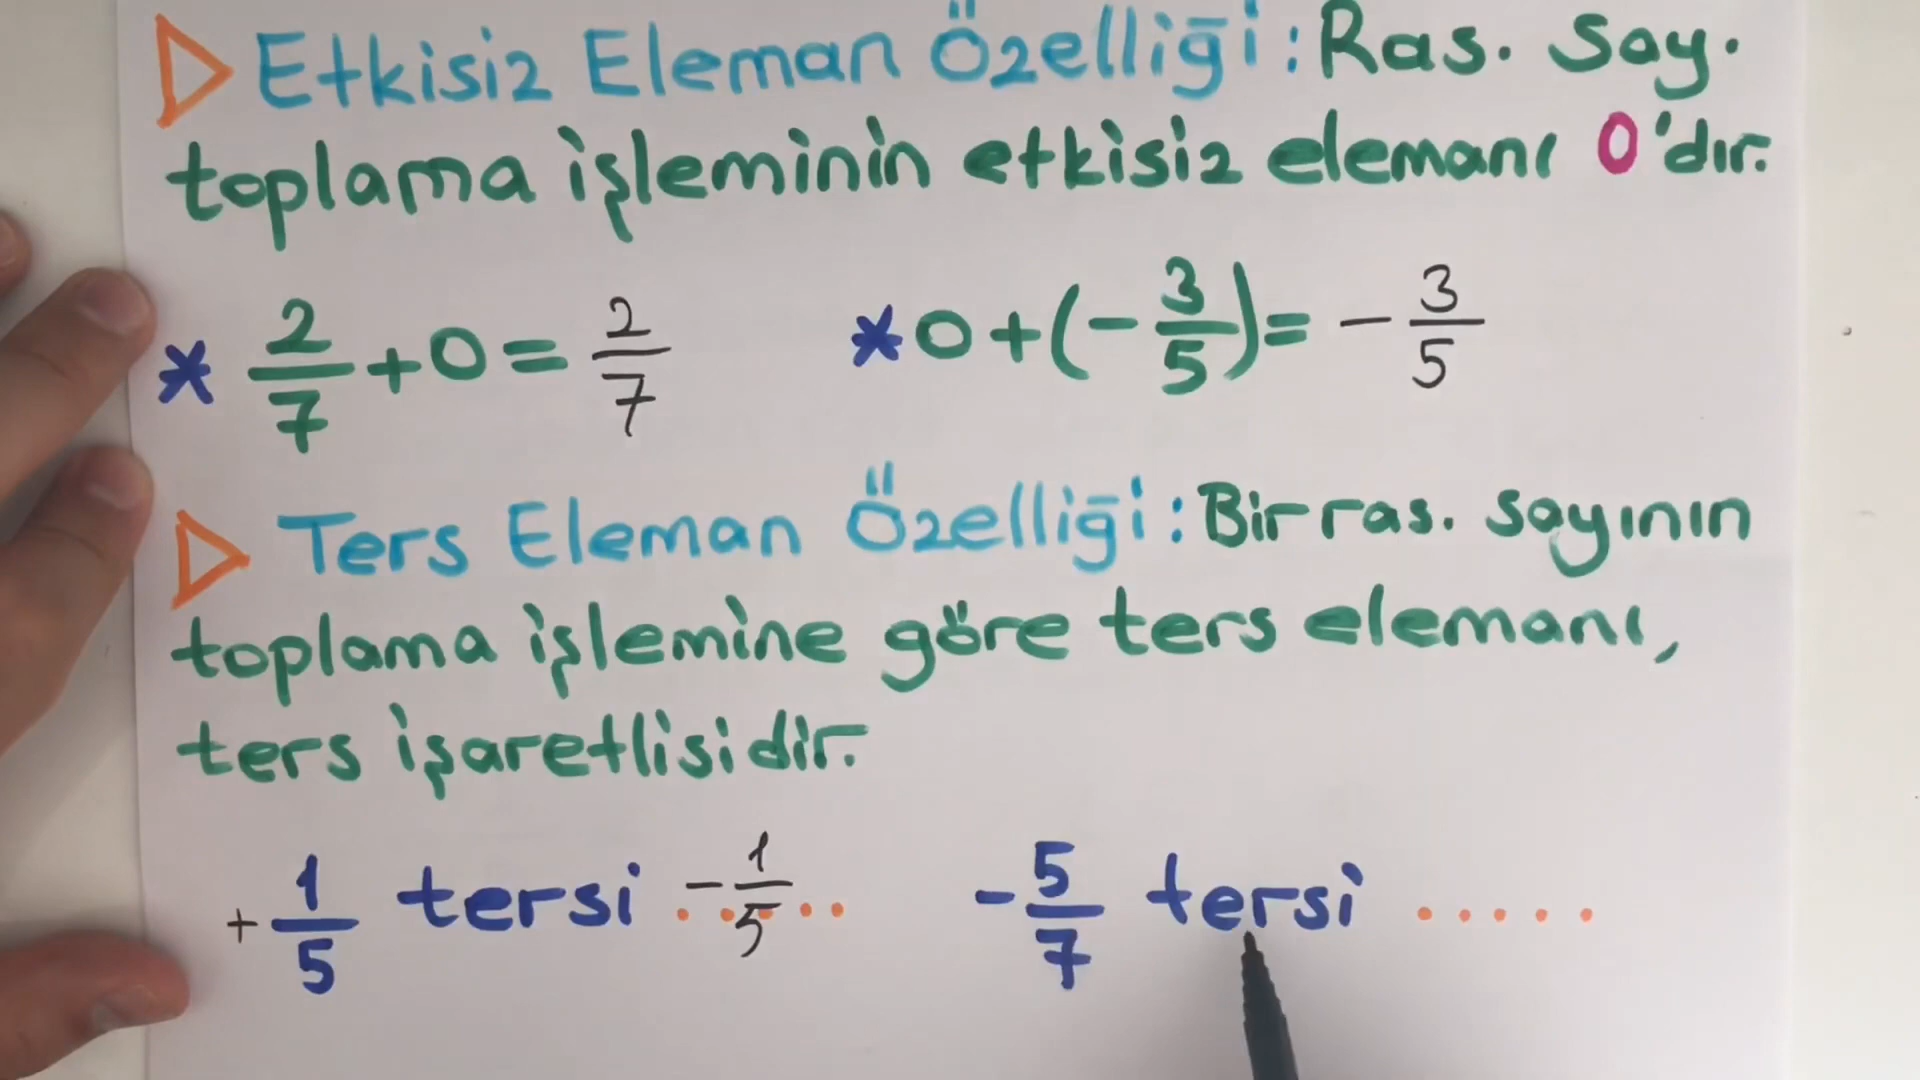 Etkisiz Eleman Özelliği: Ras. Say.
toplama işleminin etkisiz elemanı 0'dır.
* 2/7 + 0 = 2/7 * 0 + (- 3/5) = - 3/5
Ters Eleman Özelliği: Bir ras. sayının
toplama işlemine göre ters elemanı,
ters işaretlisidir.
+ 1/5 tersi - 1/5 ..... - 5/7 tersi .....